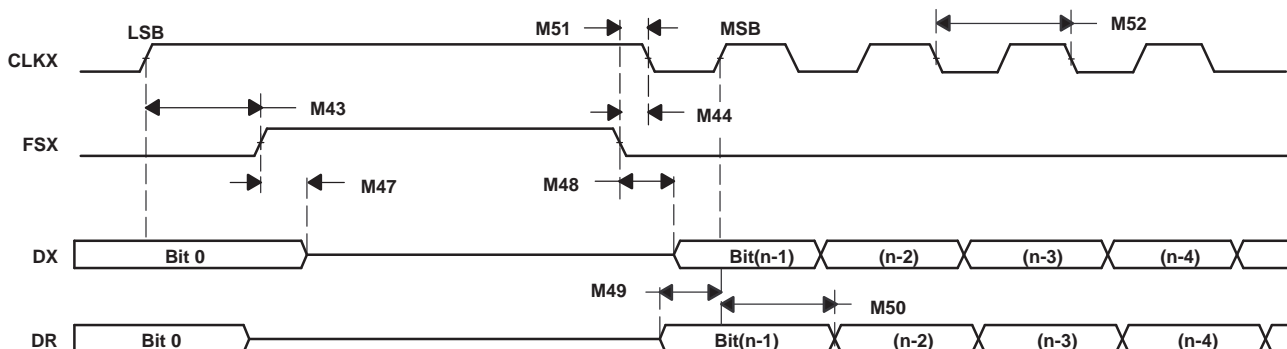 LSB
M51
MSB
M52
CLKX
M43
M44
FSX
M47
M48
DX
Bit 0
Bit(n-1)
(n-2)
(n-3)
(n-4)
M49
M50
DR
Bit 0
Bit(n-1)
(n-2)
(n-3)
(n-4)